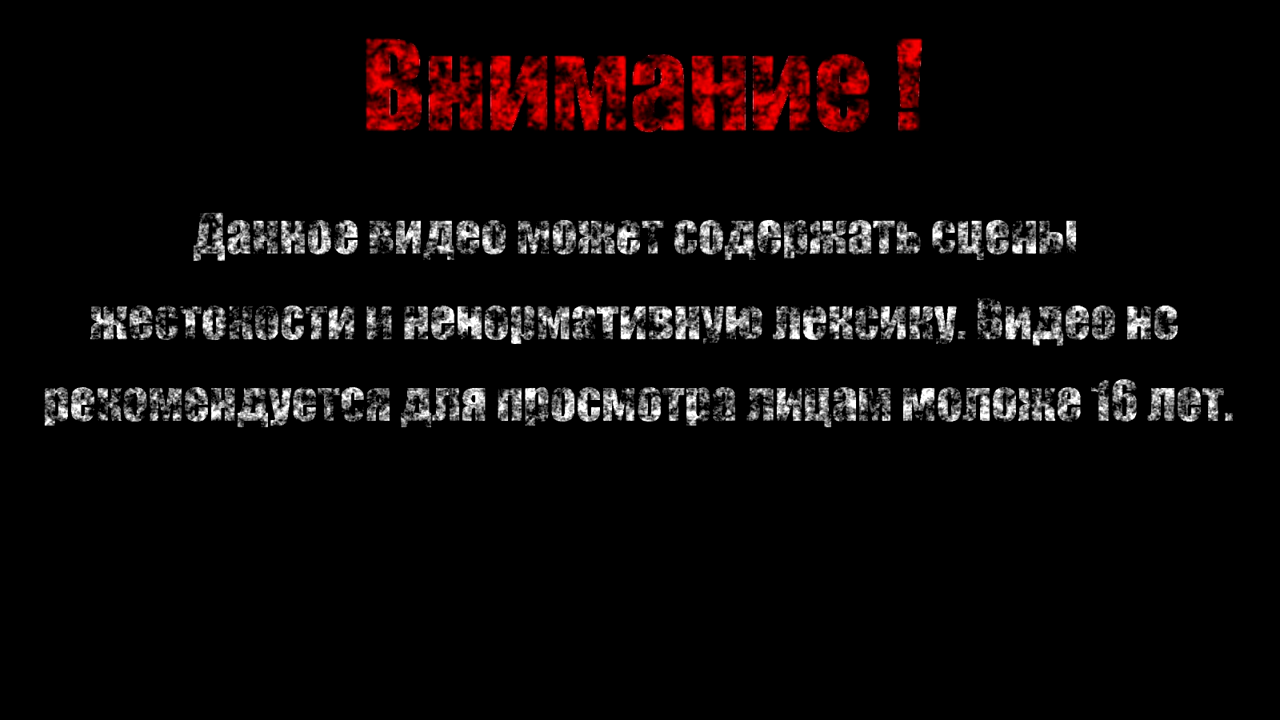 Внимание !
Данное видео может содержать сцены
жестокости и ненормативную лексику. Видео не
рекомендуется для просмотра лицам моложе 16 лет.